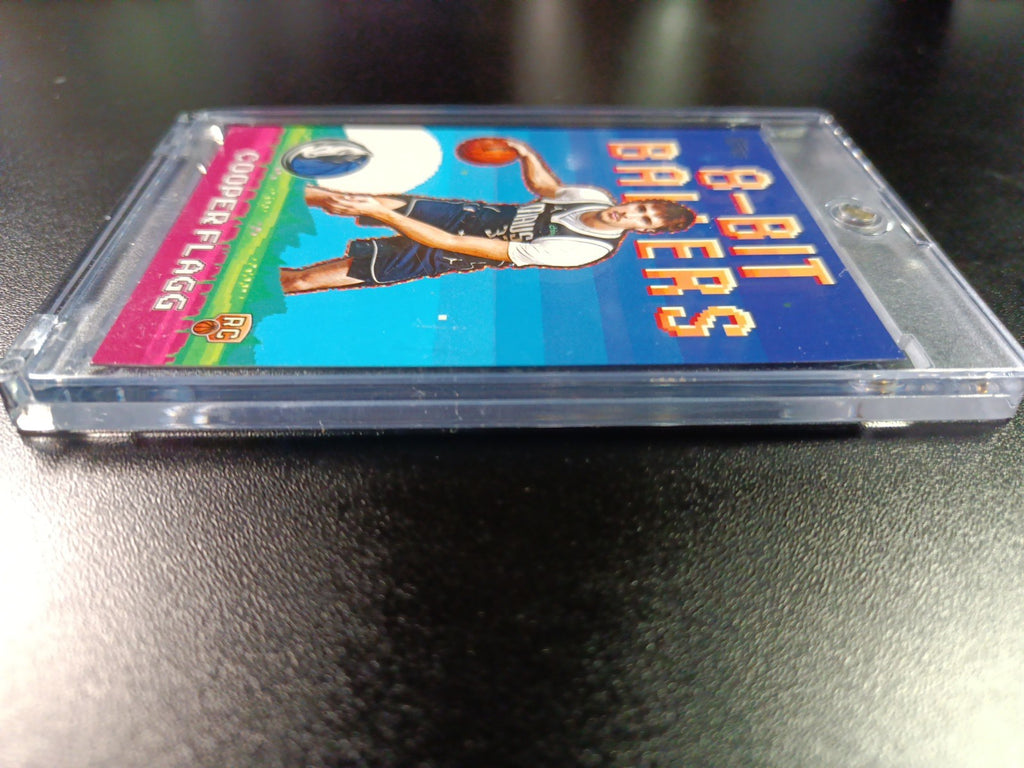 8-BIT
BALLERS
COOPER FLAGG
RC